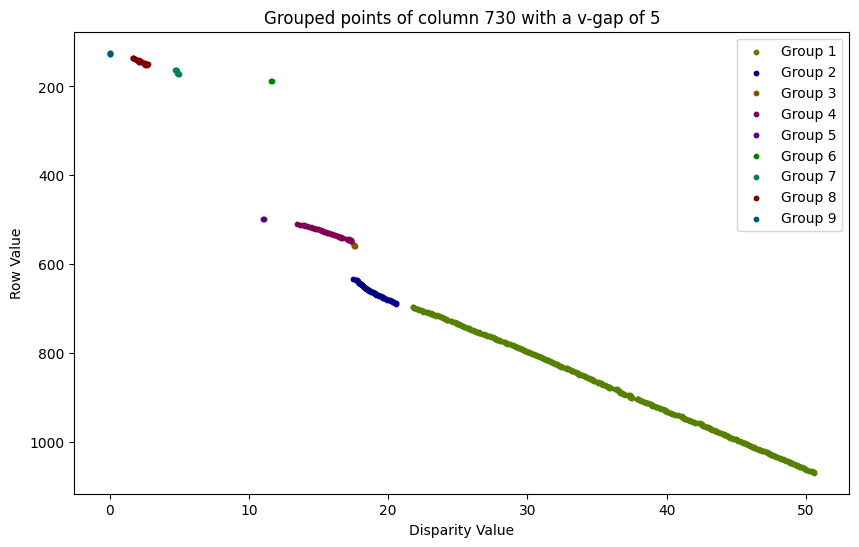 Grouped points of column 730 with a v-gap of 5
Group 1
Group 2
Group 3
Group 4
Group 5
Group 6
Group 7
Group 8
Group 9
200
400
600
800
1000
Row Value
0 10 20 30 40 50
Disparity Value